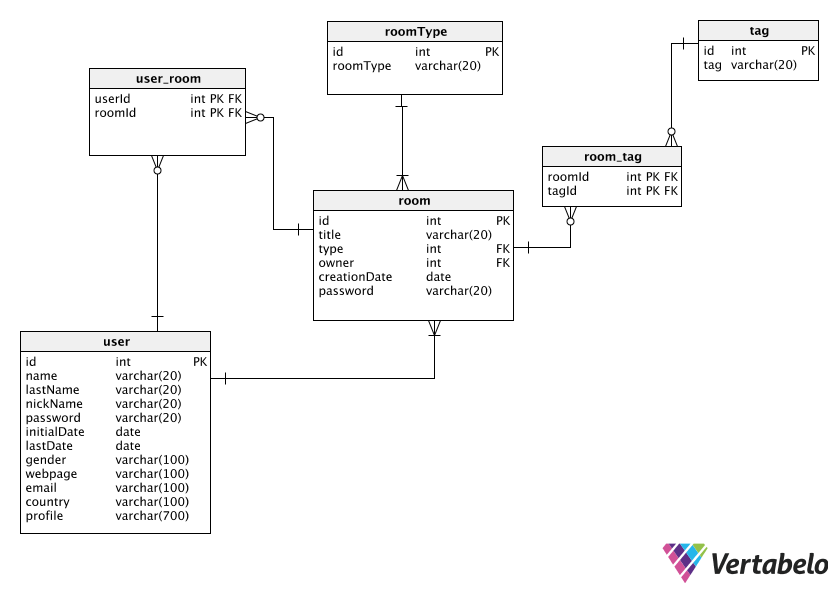 roomType
id int PK
roomType varchar(20)
tag
id int PK
tag varchar(20)
user_room
userId int PK FK
roomId int PK FK
room_tag
roomId int PK FK
tagId int PK FK
room
id int PK
title varchar(20)
type int FK
owner int FK
creationDate date
password varchar(20)
user
id int PK
name varchar(20)
lastName varchar(20)
nickName varchar(20)
password varchar(20)
initialDate date
lastDate date
gender varchar(100)
webpage varchar(100)
email varchar(100)
country varchar(100)
profile varchar(700)
Vertabelo